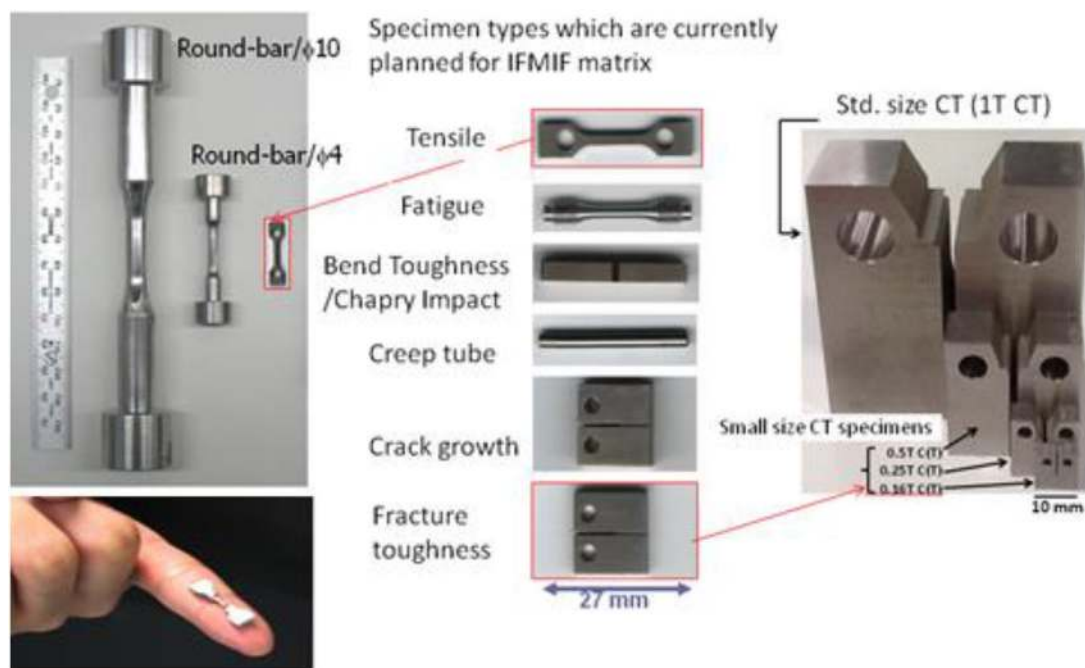 Round-bar/ϕ10
Specimen types which are currently
planned for IFMIF matrix
Round-bar/ϕ4
Tensile
Fatigue
Bend Toughness
/Chapry Impact
Creep tube
Crack growth
Fracture
toughness
27 mm
Std. size CT (1T CT)
Small size CT specimens
0.5T C(T)
0.25T C(T)
0.16T C(T)
10 mm